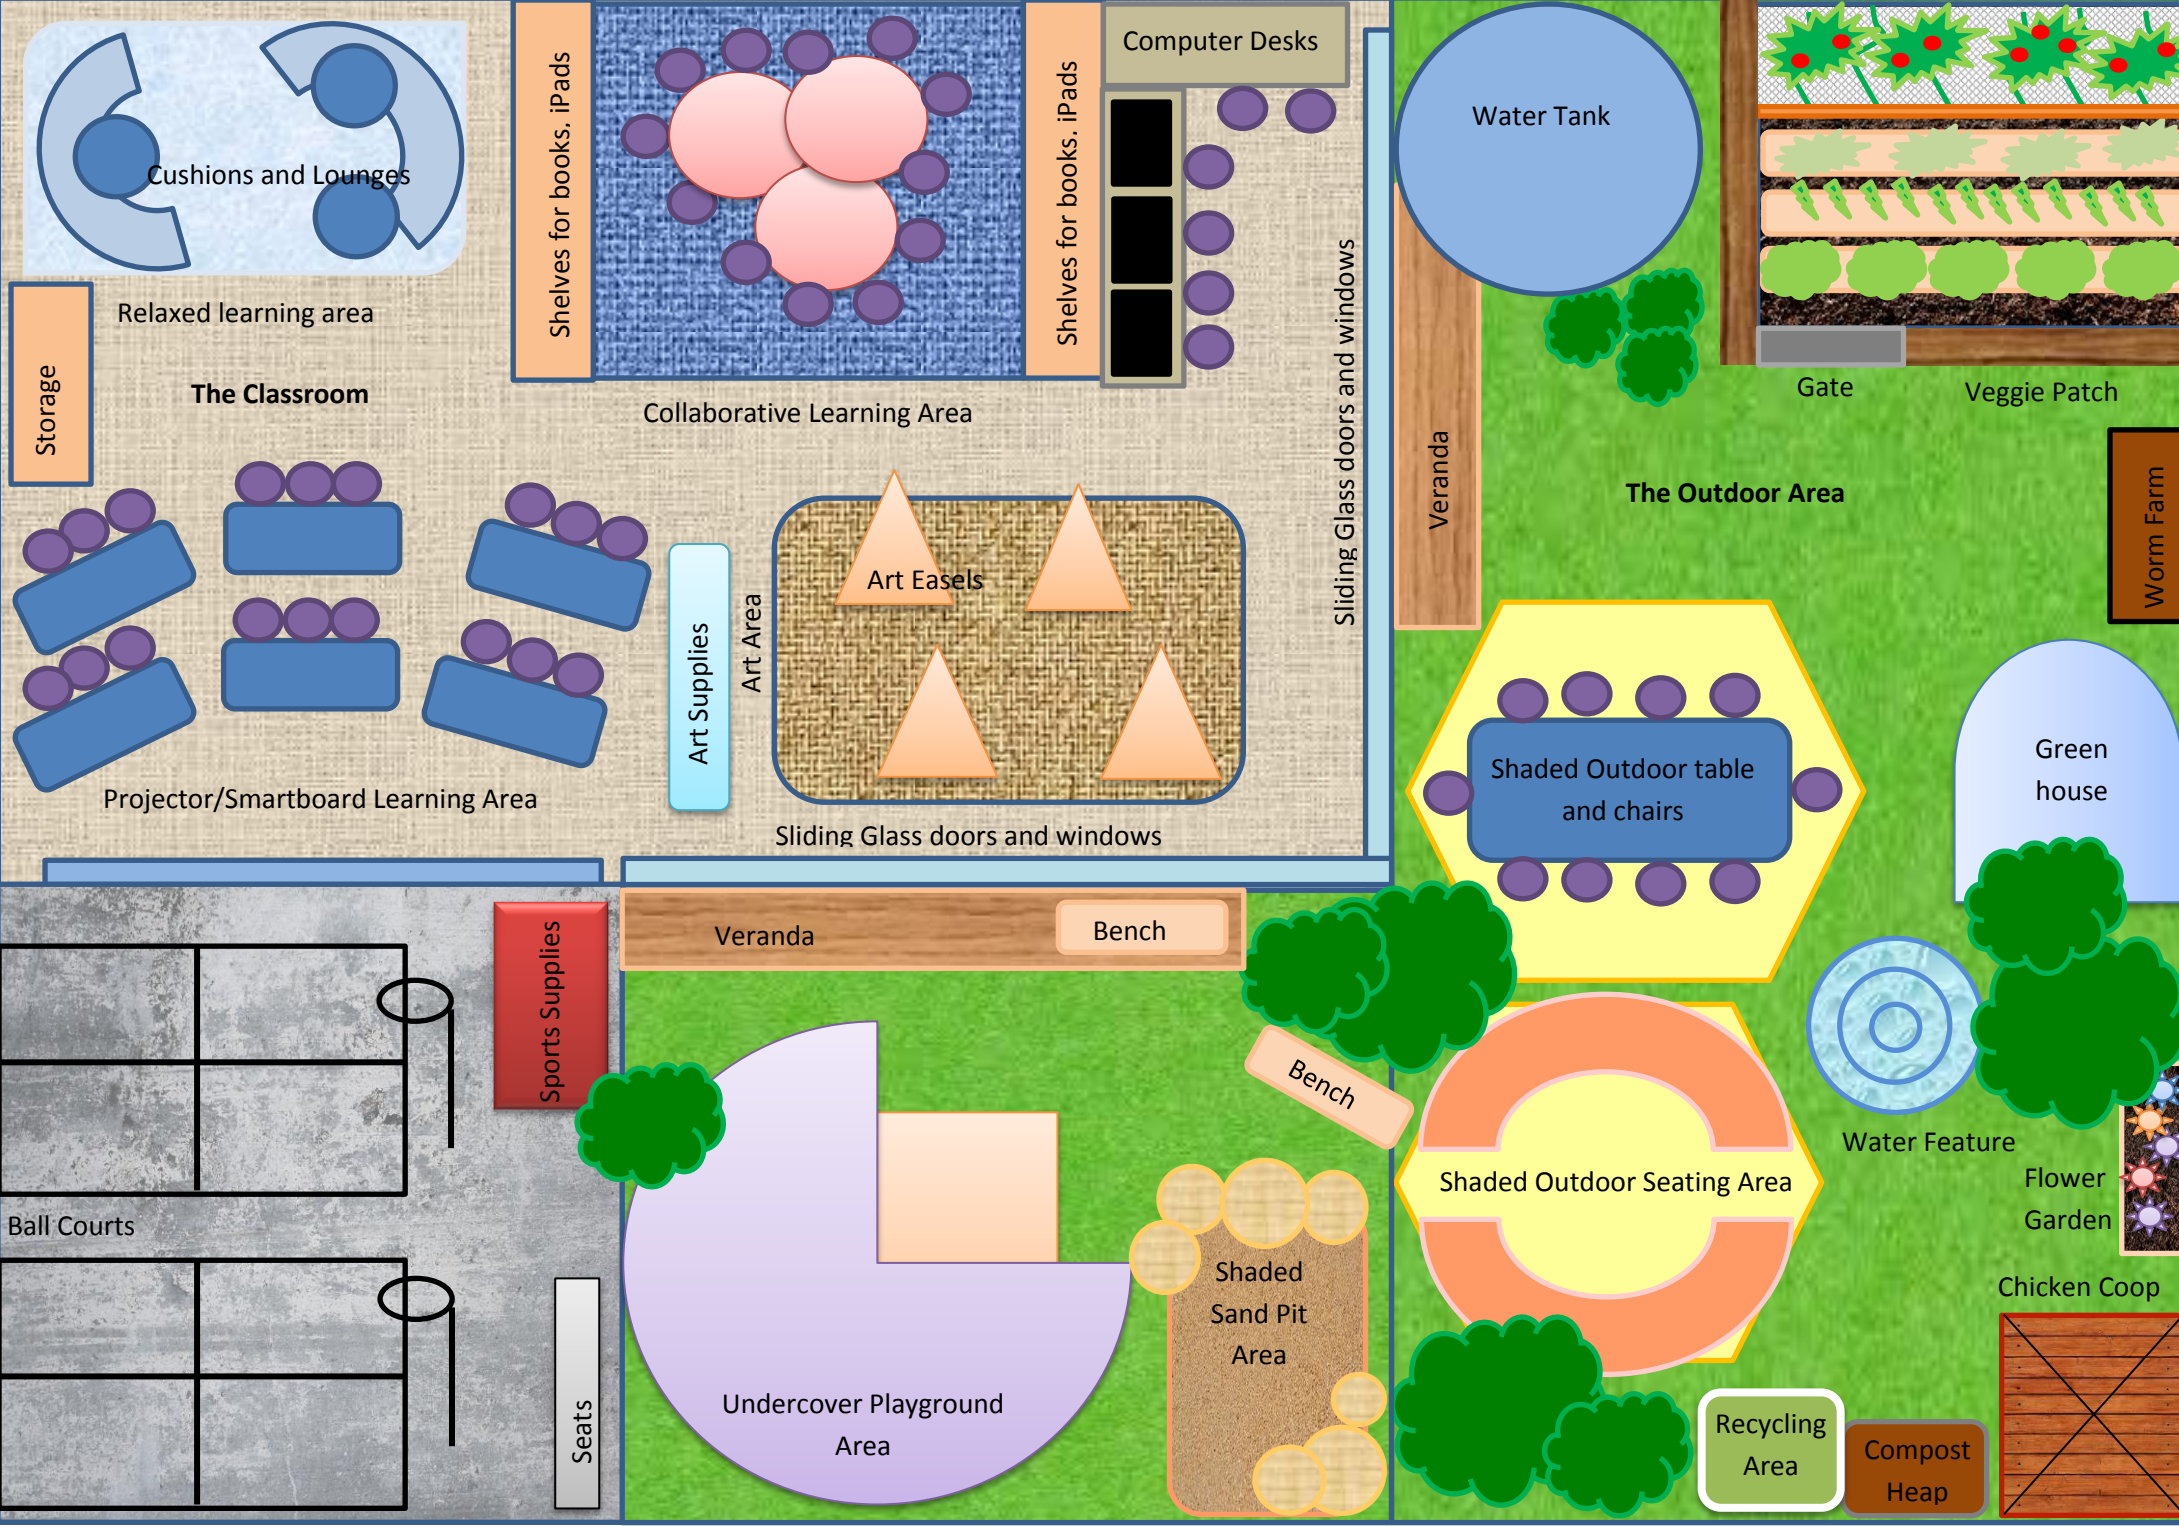 Cushions and Lounges
Relaxed learning area
Storage
The Classroom
Shelves for books. iPads
Shelves for books. iPads
Computer Desks
Collaborative Learning Area
Sliding Glass doors and windows
Projector/Smartboard Learning Area
Art Supplies
Art Area
Art Easels
Sliding Glass doors and windows
Water Tank
Veranda
Gate
Veggie Patch
The Outdoor Area
Worm Farm
Shaded Outdoor table
and chairs
Green
house
Veranda
Bench
Sports Supplies
Ball Courts
Seats
Bench
Undercover Playground
Area
Shaded
Sand Pit
Area
Shaded Outdoor Seating Area
Water Feature
Flower
Garden
Chicken Coop
Recycling
Area
Compost
Heap